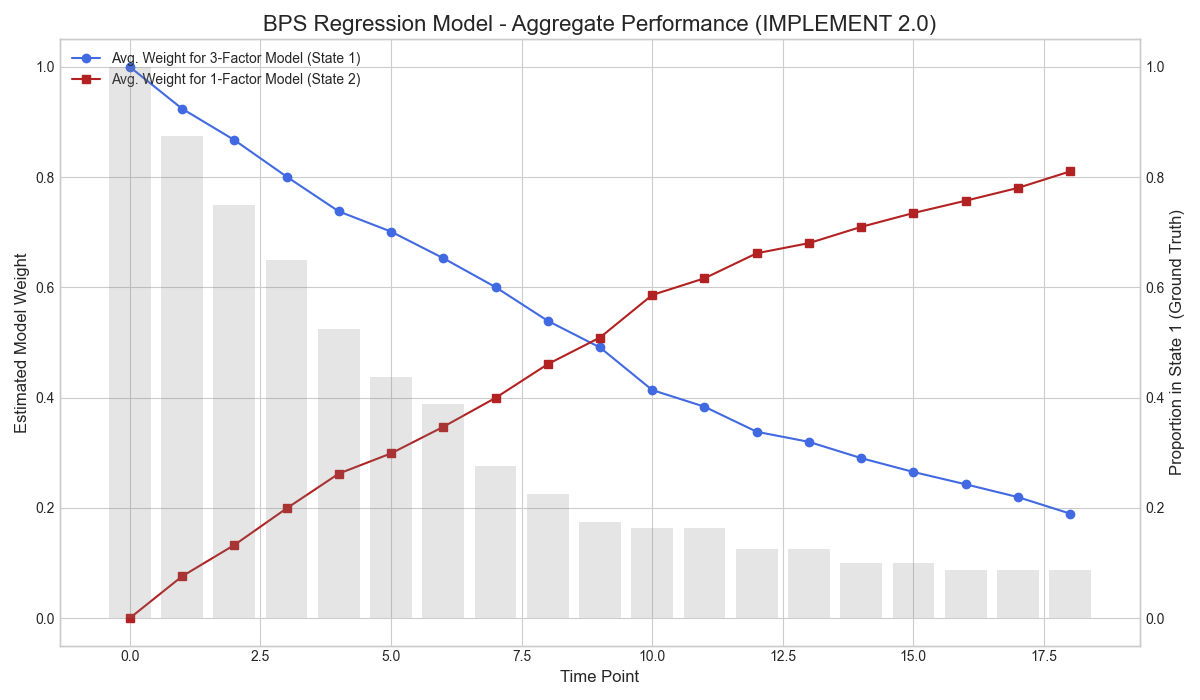 BPS Regression Model - Aggregate Performance (IMPLEMENT 2.0)
Avg. Weight for 3-Factor Model (State 1)
Avg. Weight for 1-Factor Model (State 2)
Estimated Model Weight
1.0
0.8
0.6
0.4
0.2
0.0
1.0
0.8
0.6
0.4
0.2
0.0
Proportion in State 1 (Ground Truth)
0.0 2.5 5.0 7.5 10.0 12.5 15.0 17.5
Time Point